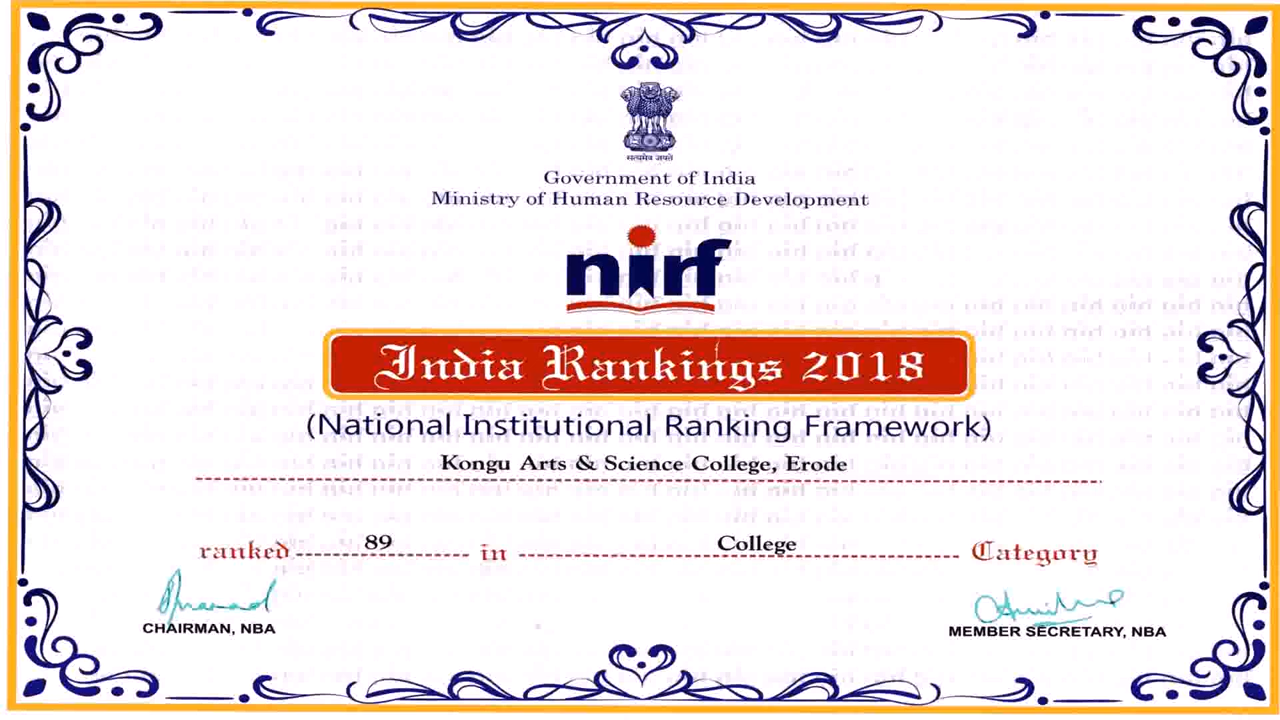 सत्यमेव जयते
Government of India
Ministry of Human Resource Development
nirf
India Rankings 2018
(National Institutional Ranking Framework)
Kongu Arts & Science College, Erode
ranked 89 in College Category
CHAIRMAN, NBA
MEMBER SECRETARY, NBA